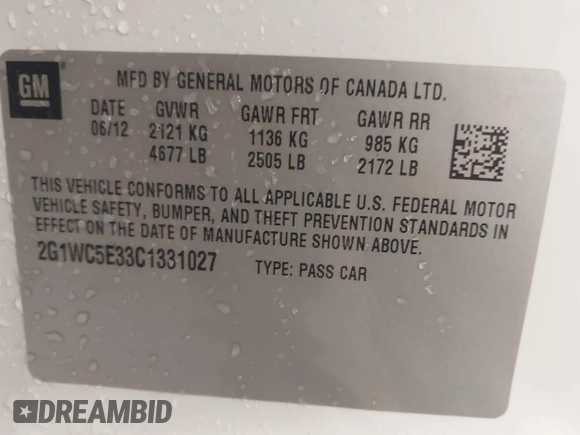 GM
MFD BY GENERAL MOTORS OF CANADA LTD.
DATE GVWR GAWR FRT GAWR RR
06/12 2121 KG 1136 KG 985 KG
4677 LB 2505 LB 2172 LB
THIS VEHICLE CONFORMS TO ALL APPLICABLE U.S. FEDERAL MOTOR
VEHICLE SAFETY, BUMPER, AND THEFT PREVENTION STANDARDS IN
EFFECT ON THE DATE OF MANUFACTURE SHOWN ABOVE.
2G1WC5E33C1331027 TYPE: PASS CAR
DREAMBID